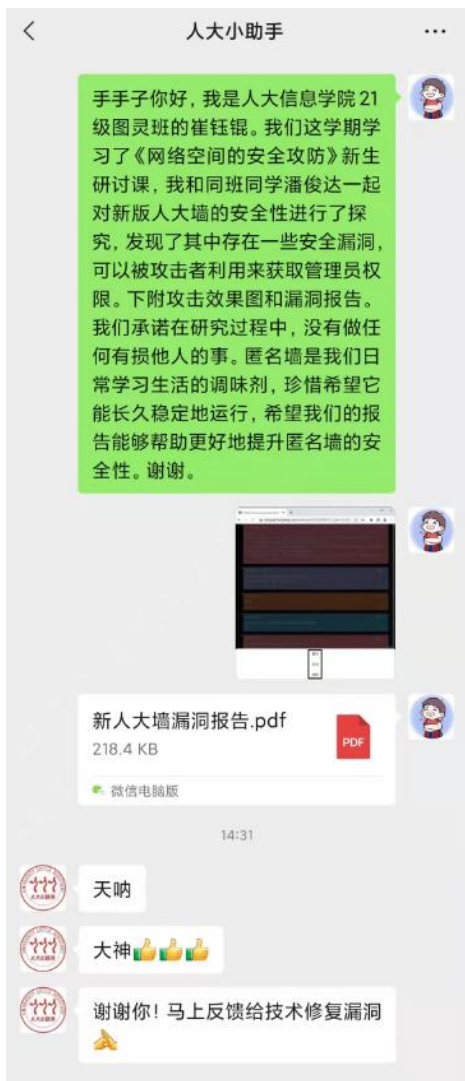 人大小助手
手手子你好，我是人大信息学院21
级图灵班的崔钰锟。我们这学期学
习了《网络空间的安全攻防》新生
研讨课，我和同班同学潘俊达一起
对新版人大墙的安全性进行了探
究，发现了其中存在一些安全漏洞，
可以被攻击者利用来获取管理员权
限。下附攻击效果图和漏洞报告。
我们承诺在研究过程中，没有做任
何有损他人的事。匿名墙是我们日
常学习生活的调味剂，珍惜希望它
能长久稳定地运行，希望我们的报
告能够帮助更好地提升匿名墙的安
全性。谢谢。
新人大墙漏洞报告.pdf
218.4 KB
PDF
微信电脑版
14:31
天呐
大神👍👍👍
谢谢你！马上反馈给技术修复漏洞
🙏